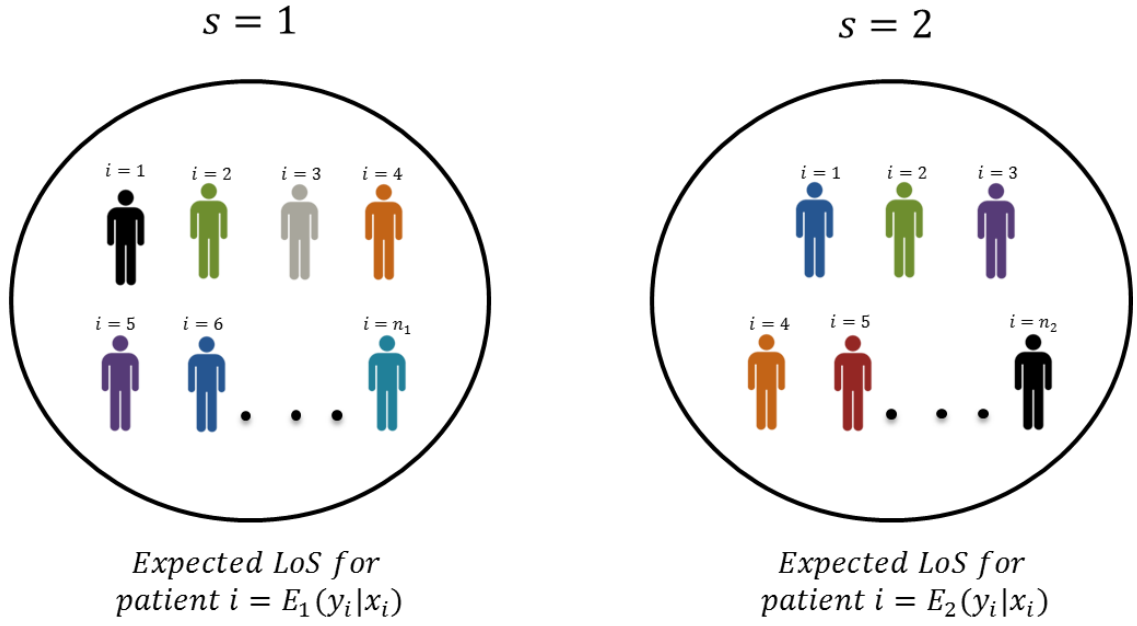 s = 1
s = 2
i = 1
i = 2
i = 3
i = 4
i = 5
i = 6
i = n₁
i = 1
i = 2
i = 3
i = 4
i = 5
i = n₂
Expected LoS for
patient i = E₁(yᵢ|xᵢ)
Expected LoS for
patient i = E₂(yᵢ|xᵢ)